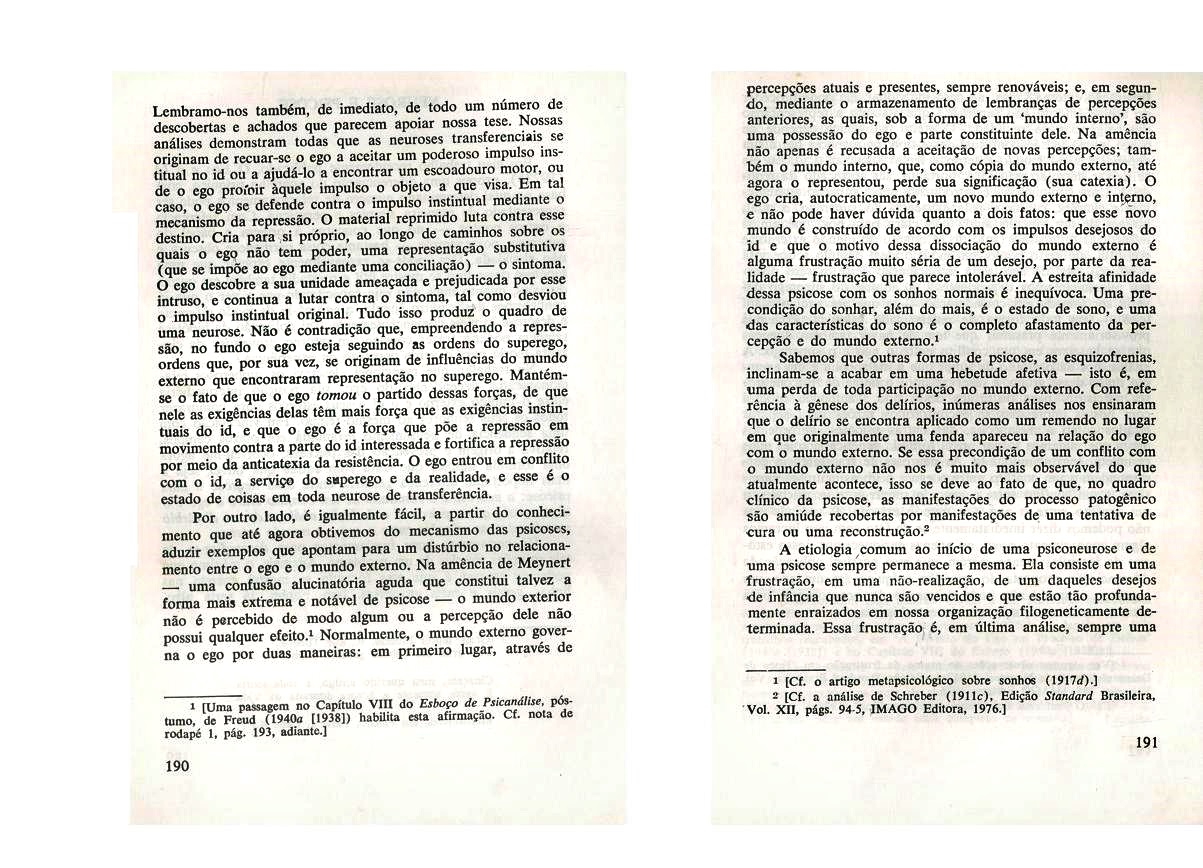 Lembramo-nos também, de imediato, de todo um número de
descobertas e achados que parecem apoiar nossa tese. Nossas
análises demonstram todas que as neuroses transferenciais se
originam de recuar-se o ego a aceitar um poderoso impulso ins-
titual no id ou a ajudá-lo a encontrar um escoadouro motor, ou
de o ego proibir àquele impulso o objeto a que visa. Em tal
caso, o ego se defende contra o impulso instintual mediante o
mecanismo da repressão. O material reprimido luta contra esse
destino. Cria para si próprio, ao longo de caminhos sobre os
quais o ego não tem poder, uma representação substitutiva
(que se impõe ao ego mediante uma conciliação) — o sintoma.
O ego descobre a sua unidade ameaçada e prejudicada por esse
intruso, e continua a lutar contra o sintoma, tal como desviou
o impulso instintual original. Tudo isso produz o quadro de
uma neurose. Não é contradição que, empreendendo a repres-
são, no fundo o ego esteja seguindo as ordens do superego,
ordens que, por sua vez, se originam de influências do mundo
externo que encontraram representação no superego. Mantém-
se o fato de que o ego tomou o partido dessas forças, de que
nele as exigências delas têm mais força que as exigências instin-
tuais do id, e que o ego é a força que põe a repressão em
movimento contra a parte do id interessada e fortifica a repressão
por meio da anticatexia da resistência. O ego entrou em conflito
com o id, a serviço do superego e da realidade, e esse é o
estado de coisas em toda neurose de transferência.
Por outro lado, é igualmente fácil, a partir do conheci-
mento que até agora obtivemos do mecanismo das psicoses,
aduzir exemplos que apontam para um distúrbio no relaciona-
mento entre o ego e o mundo externo. Na amência de Meynert
— uma confusão alucinatória aguda que constitui talvez a
forma mais extrema e notável de psicose — o mundo exterior
não é percebido de modo algum ou a percepção dele não
possui qualquer efeito.¹ Normalmente, o mundo externo gover-
na o ego por duas maneiras: em primeiro lugar, através de
1 [Uma passagem no Capítulo VIII do Esboço de Psicanálise, pós-
tumo, de Freud (1940a [1938]) habilita esta afirmação. Cf. nota de
rodapé 1, pág. 193, adiante.]
190
percepções atuais e presentes, sempre renováveis; e, em segun-
do, mediante o armazenamento de lembranças de percepções
anteriores, as quais, sob a forma de um 'mundo interno', são
uma possessão do ego e parte constituinte dele. Na amência
não apenas é recusada a aceitação de novas percepções; tam-
bém o mundo interno, que, como cópia do mundo externo, até
agora o representou, perde sua significação (sua catexia). O
ego cria, autocraticamente, um novo mundo externo e interno,
e não pode haver dúvida quanto a dois fatos: que esse novo
mundo é construído de acordo com os impulsos desejosos do
id e que o motivo dessa dissociação do mundo externo é
alguma frustração muito séria de um desejo, por parte da rea-
lidade — frustração que parece intolerável. A estreita afinidade
dessa psicose com os sonhos normais é inequívoca. Uma pre-
condição do sonhar, além do mais, é o estado de sono, e uma
das características do sono é o completo afastamento da per-
cepção e do mundo externo.¹
Sabemos que outras formas de psicose, as esquizofrenias,
inclinam-se a acabar em uma hebetude afetiva — isto é, em
uma perda de toda participação no mundo externo. Com refe-
rência à gênese dos delírios, inúmeras análises nos ensinaram
que o delírio se encontra aplicado como um remendo no lugar
em que originalmente uma fenda apareceu na relação do ego
com o mundo externo. Se essa precondição de um conflito com
o mundo externo não nos é muito mais observável do que
atualmente acontece, isso se deve ao fato de que, no quadro
clínico da psicose, as manifestações do processo patogênico
são amiúde recobertas por manifestações de uma tentativa de
cura ou uma reconstrução.²
A etiologia comum ao início de uma psiconeurose e de
uma psicose sempre permanece a mesma. Ela consiste em uma
frustração, em uma não-realização, de um daqueles desejos
de infância que nunca são vencidos e que estão tão profunda-
mente enraizados em nossa organização filogeneticamente de-
terminada. Essa frustração é, em última análise, sempre uma
1 [Cf. o artigo metapsicológico sobre sonhos (1917d).]
2 [Cf. a análise de Schreber (1911c), Edição Standard Brasileira,
Vol. XII, págs. 94-5, IMAGO Editora, 1976.]
191